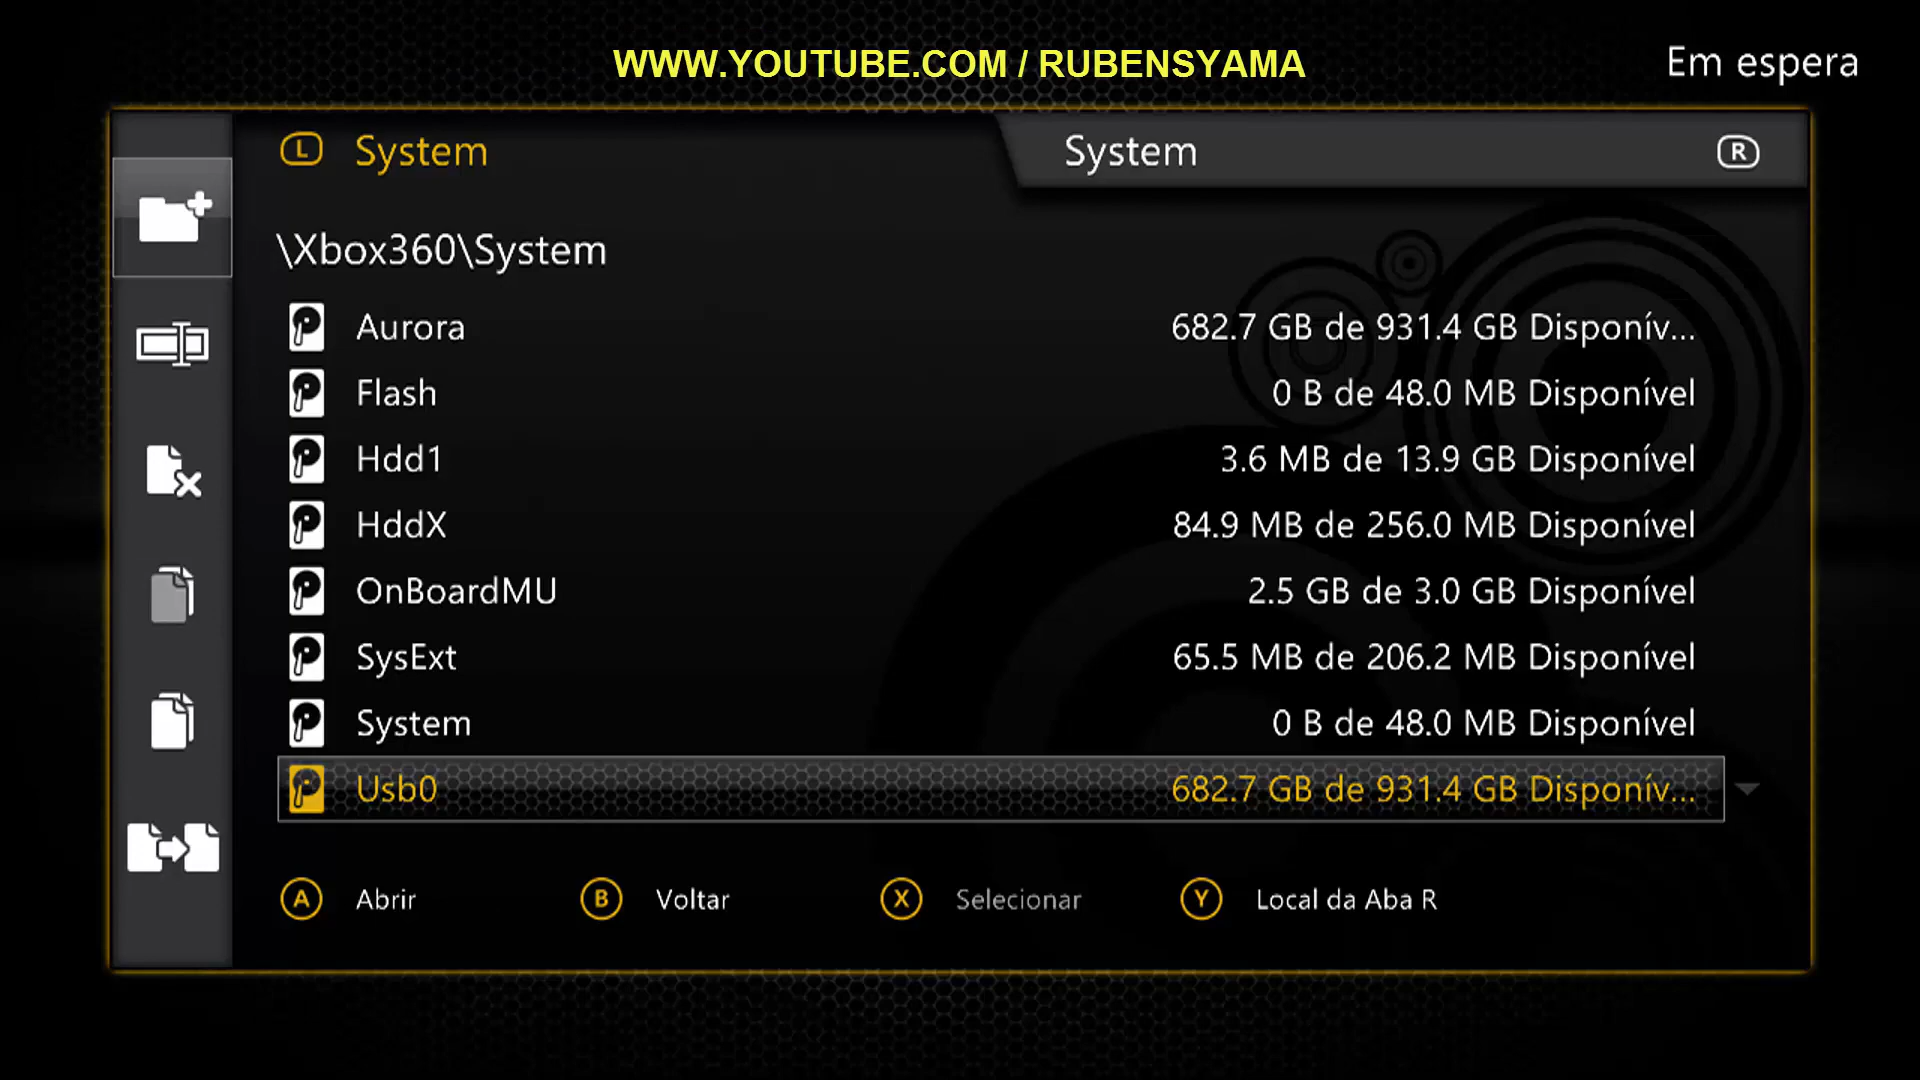 WWW.YOUTUBE.COM / RUBENSYAMA
Em espera
L System
System R
\Xbox360\System
Aurora 682.7 GB de 931.4 GB Disponív...
Flash 0 B de 48.0 MB Disponível
Hdd1 3.6 MB de 13.9 GB Disponível
HddX 84.9 MB de 256.0 MB Disponível
OnBoardMU 2.5 GB de 3.0 GB Disponível
SysExt 65.5 MB de 206.2 MB Disponível
System 0 B de 48.0 MB Disponível
Usb0 682.7 GB de 931.4 GB Disponív...
A Abrir B Voltar X Selecionar Y Local da Aba R